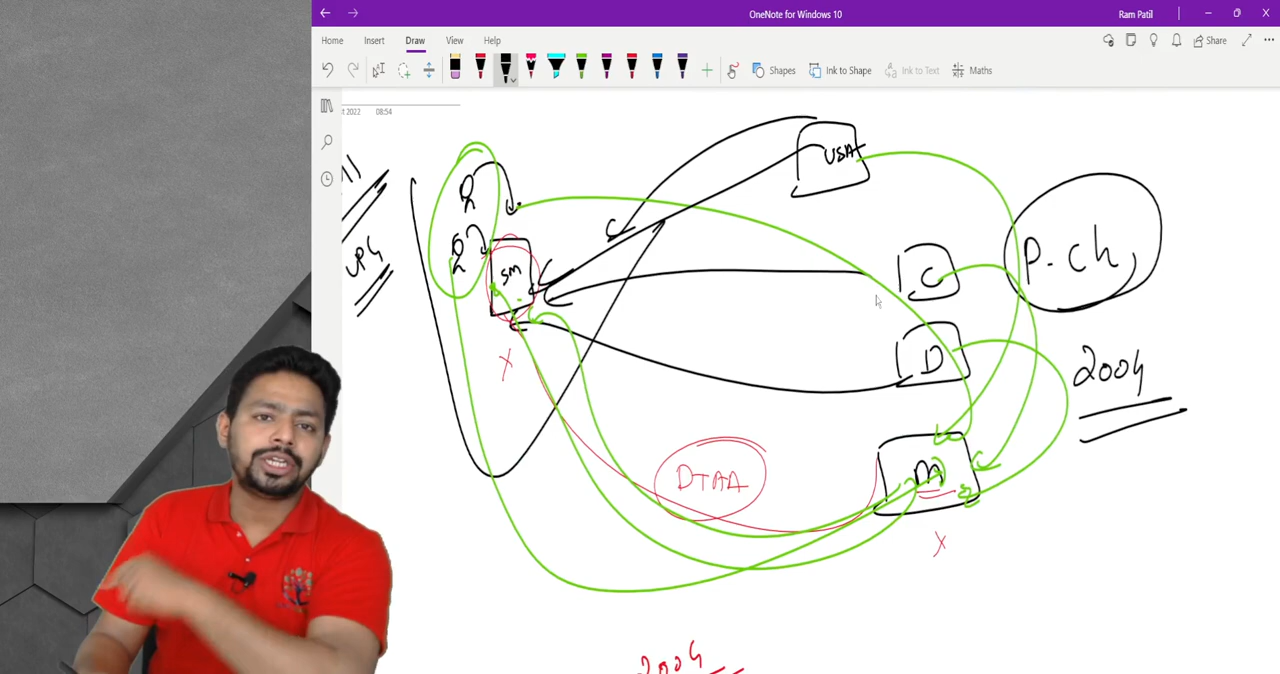 OneNote for Windows 10
Ram Patil
Home Insert Draw View Help
Share
Shapes
Ink to Shape
Ink to Text
Maths
2022 08:54
USA
P. Ch,
SM
C
D
2004
X
DTAA
M
X
2004